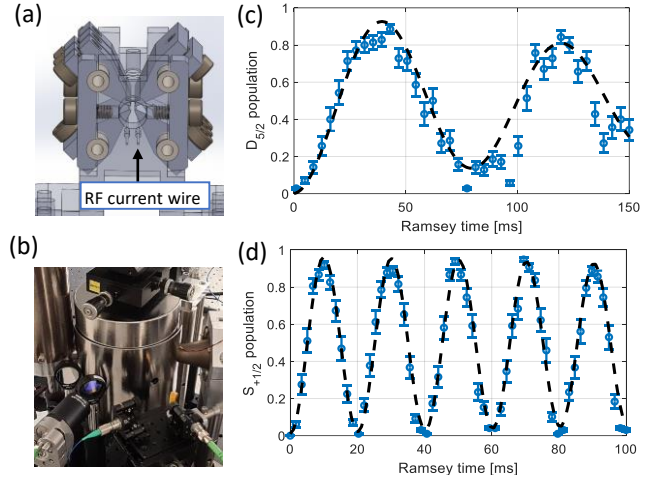 (a)
RF current wire
(b)
(c)
D5/2 population
1
0.8
0.6
0.4
0.2
0
0 50 100 150
Ramsey time [ms]
(d)
S+1/2 population
1
0.8
0.6
0.4
0.2
0
0 20 40 60 80 100
Ramsey time [ms]